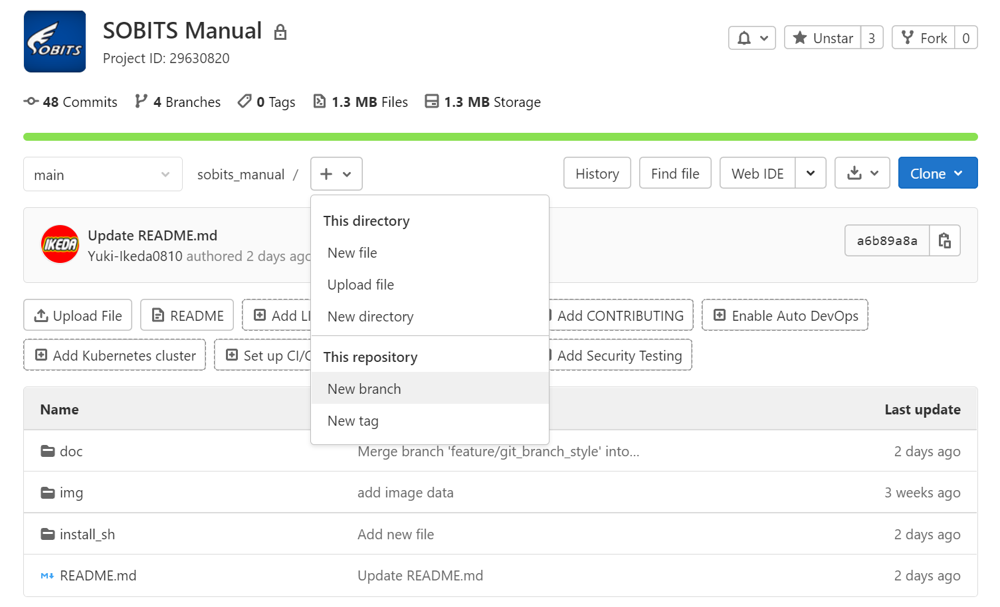 SOBITS
SOBITS Manual
Project ID: 29630820
Unstar 3
Fork 0
48 Commits 4 Branches 0 Tags 1.3 MB Files 1.3 MB Storage
main
sobits_manual /
History
Find file
Web IDE
Clone
This directory
New file
Upload file
New directory
This repository
New branch
New tag
IKEDA
Update README.md
Yuki-Ikeda0810 authored 2 days
a6b89a8a
Upload File
README
Add
Add CONTRIBUTING
Enable Auto DevOps
Add Kubernetes cluster
Set up
Add Security Testing
Name Last update
doc Merge branch 'feature/git_branch_style' into… 2 days ago
img add image data 3 weeks ago
install_sh Add new file 2 days ago
README.md Update README.md 2 days ago